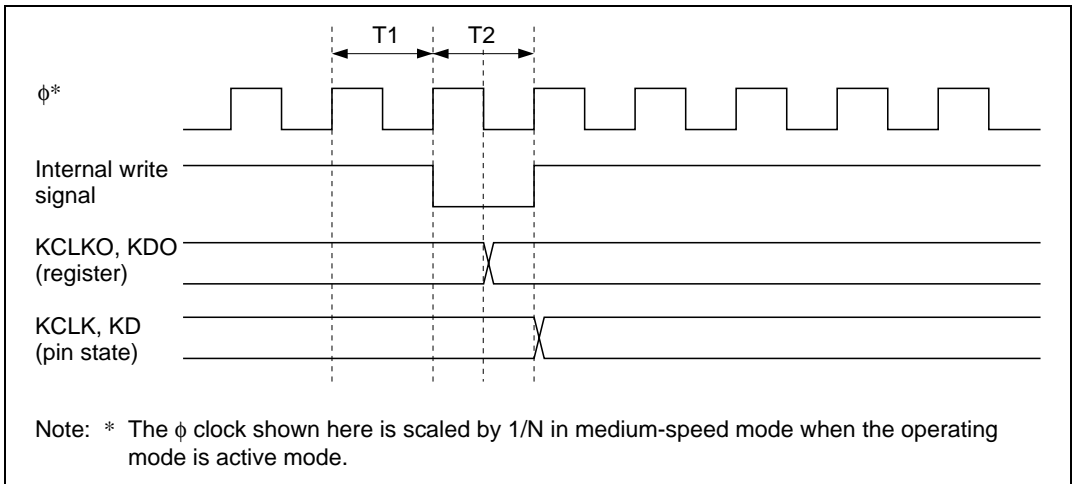 T1 T2
ϕ*
Internal write
signal
KCLKO, KDO
(register)
KCLK, KD
(pin state)
Note: * The ϕ clock shown here is scaled by 1/N in medium-speed mode when the operating
mode is active mode.